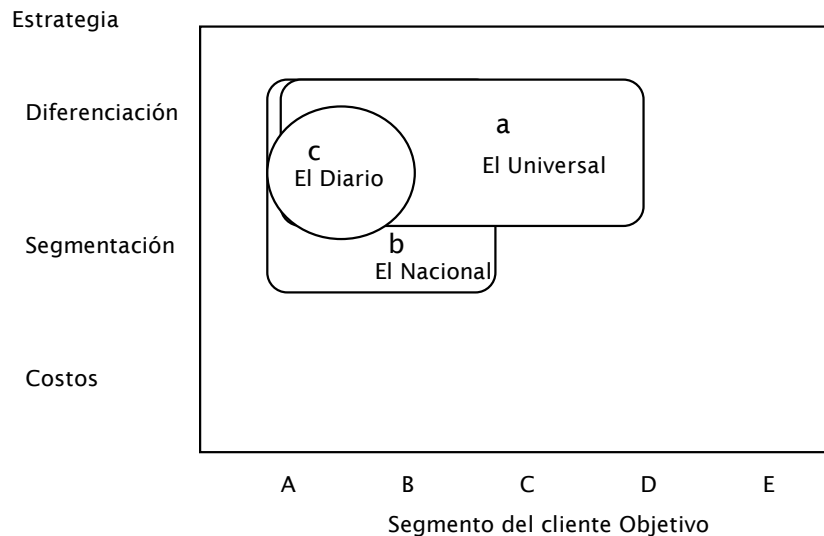 Estrategia
Diferenciación
a
c
El Universal
El Diario
Segmentación
b
El Nacional
Costos
A B C D E
Segmento del cliente Objetivo